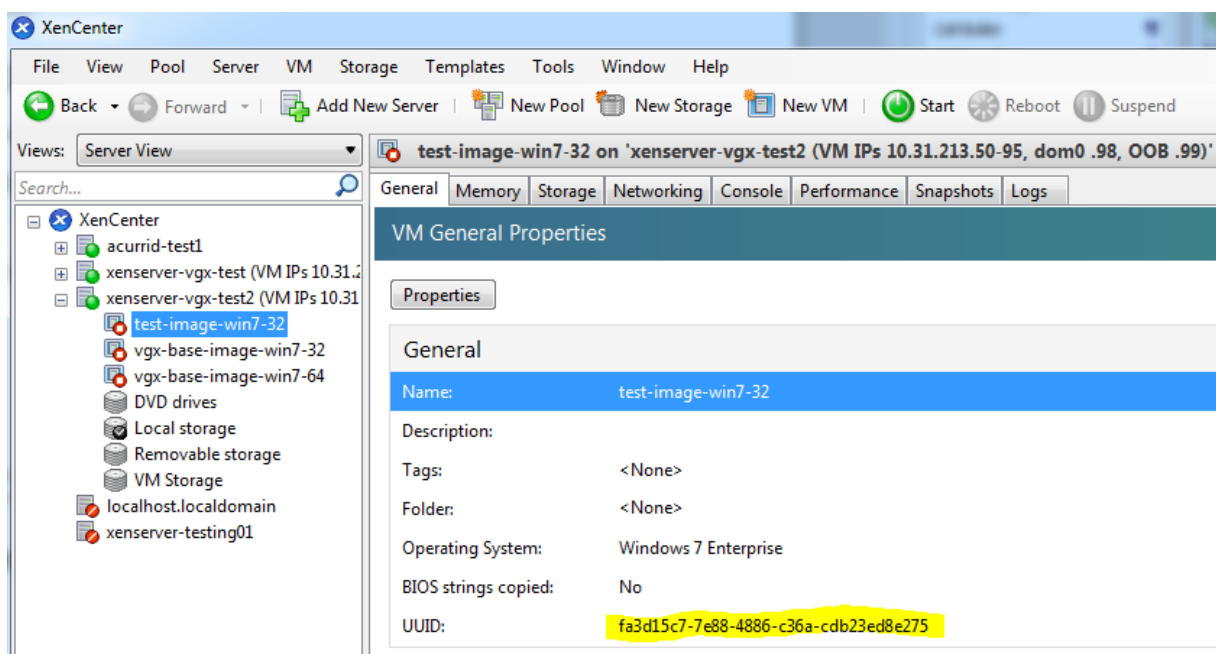 XenCenter
File View Pool Server VM Storage Templates Tools Window Help
Back Forward Add New Server New Pool New Storage New VM Start Reboot Suspend
Views: Server View
test-image-win7-32 on 'xenserver-vgx-test2 (VM IPs 10.31.213.50-95, dom0 .98, OOB .99)'
Search...
General Memory Storage Networking Console Performance Snapshots Logs
XenCenter
acurrid-test1
xenserver-vgx-test (VM IPs 10.31.2
xenserver-vgx-test2 (VM IPs 10.31
test-image-win7-32
vgx-base-image-win7-32
vgx-base-image-win7-64
DVD drives
Local storage
Removable storage
VM Storage
localhost.localdomain
xenserver-testing01
VM General Properties
Properties
General
Name: test-image-win7-32
Description:
Tags: <None>
Folder: <None>
Operating System: Windows 7 Enterprise
BIOS strings copied: No
UUID: fa3d15c7-7e88-4886-c36a-cdb23ed8e275